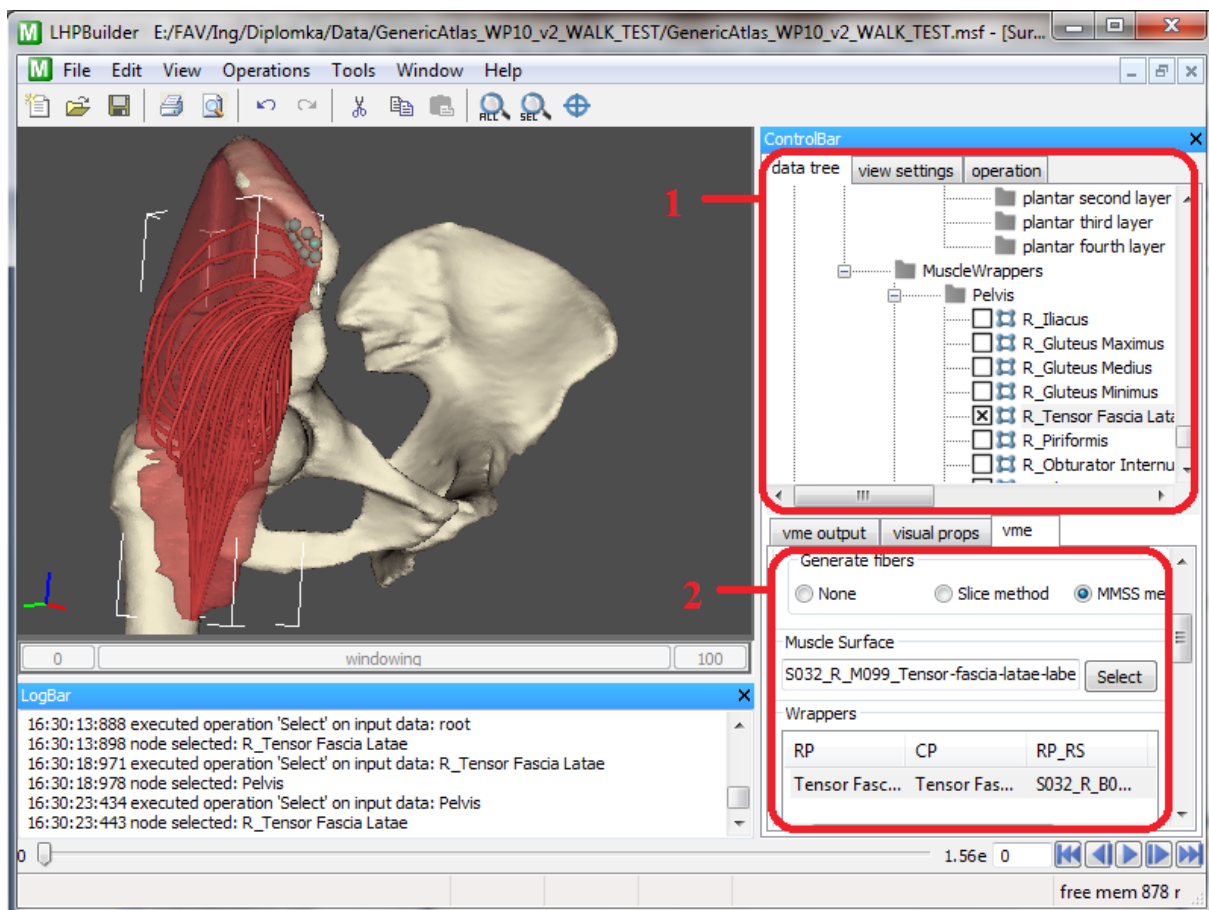 LHPBuilder E:/FAV/Ing/Diplomka/Data/GenericAtlas_WP10_v2_WALK_TEST/GenericAtlas_WP10_v2_WALK_TEST.msf - [Sur...
File Edit View Operations Tools Window Help
ALL SEL
ControlBar
data tree view settings operation
1
plantar second layer
plantar third layer
plantar fourth layer
MuscleWrappers
Pelvis
R_Iliacus
R_Gluteus Maximus
R_Gluteus Medius
R_Gluteus Minimus
R_Tensor Fascia Lata
R_Piriformis
R_Obturator Internu
vme output visual props vme
2
Generate fibers
None Slice method MMSS me
Muscle Surface
S032_R_M099_Tensor-fascia-latae-labe Select
Wrappers
RP CP RP_RS
Tensor Fasc... Tensor Fas... S032_R_B0...
0 windowing 100
LogBar
16:30:13:888 executed operation 'Select' on input data: root
16:30:13:898 node selected: R_Tensor Fascia Latae
16:30:18:971 executed operation 'Select' on input data: R_Tensor Fascia Latae
16:30:18:978 node selected: Pelvis
16:30:23:434 executed operation 'Select' on input data: Pelvis
16:30:23:443 node selected: R_Tensor Fascia Latae
0 1.56e 0
free mem 878 r